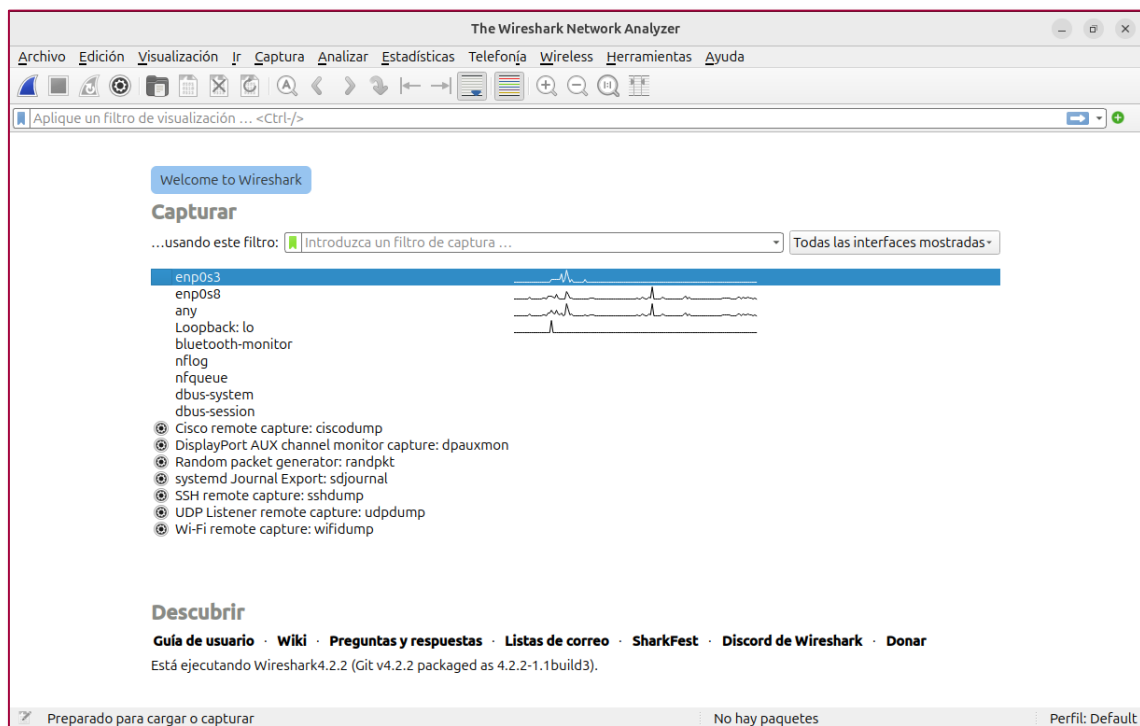 The Wireshark Network Analyzer
Archivo Edición Visualización Ir Captura Analizar Estadísticas Telefonía Wireless Herramientas Ayuda
Aplique un filtro de visualización … <Ctrl-/>
Welcome to Wireshark
Capturar
…usando este filtro: Introduzca un filtro de captura … Todas las interfaces mostradas
enp0s3
enp0s8
any
Loopback: lo
bluetooth-monitor
nflog
nfqueue
dbus-system
dbus-session
Cisco remote capture: ciscodump
DisplayPort AUX channel monitor capture: dpauxmon
Random packet generator: randpkt
systemd Journal Export: sdjournal
SSH remote capture: sshdump
UDP Listener remote capture: udpdump
Wi-Fi remote capture: wifidump
Descubrir
Guía de usuario · Wiki · Preguntas y respuestas · Listas de correo · SharkFest · Discord de Wireshark · Donar
Está ejecutando Wireshark4.2.2 (Git v4.2.2 packaged as 4.2.2-1.1build3).
Preparado para cargar o capturar No hay paquetes Perfil: Default